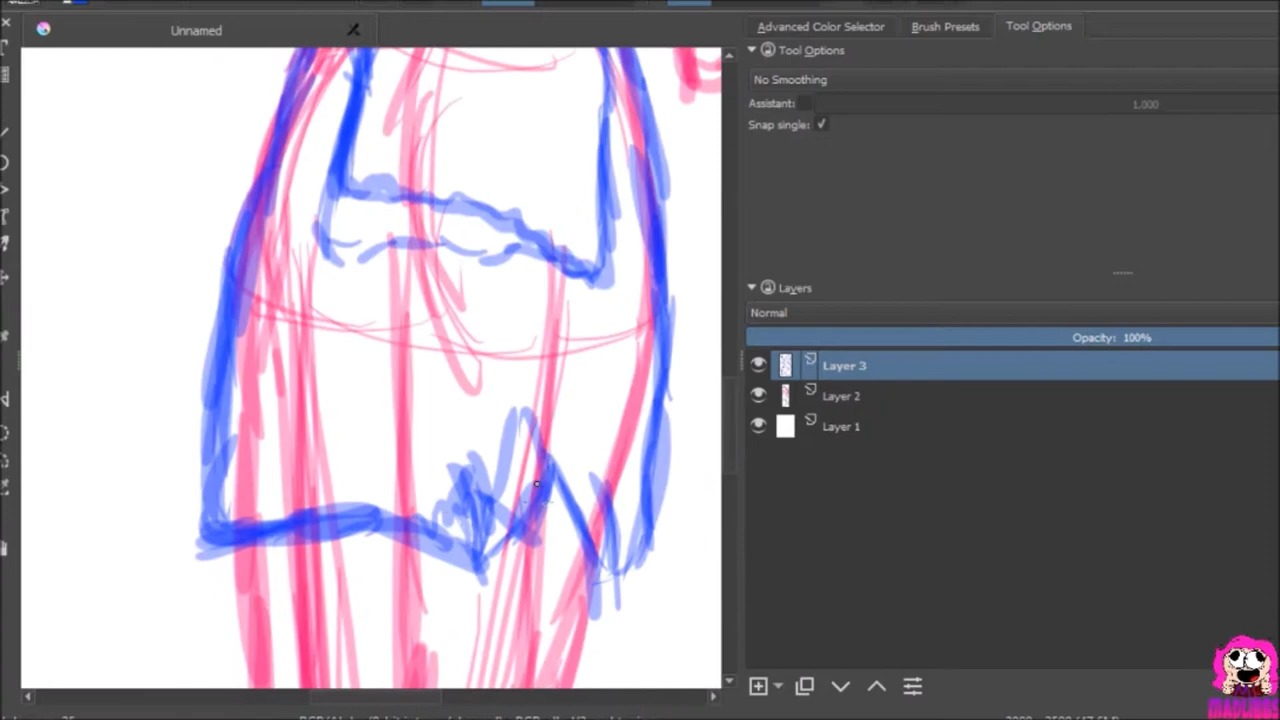 Unnamed
Advanced Color Selector
Brush Presets
Tool Options
Tool Options
No Smoothing
Assistant:
1,000
Snap single:
Layers
Normal
Opacity: 100%
Layer 3
Layer 2
Layer 1
MADLIBBS